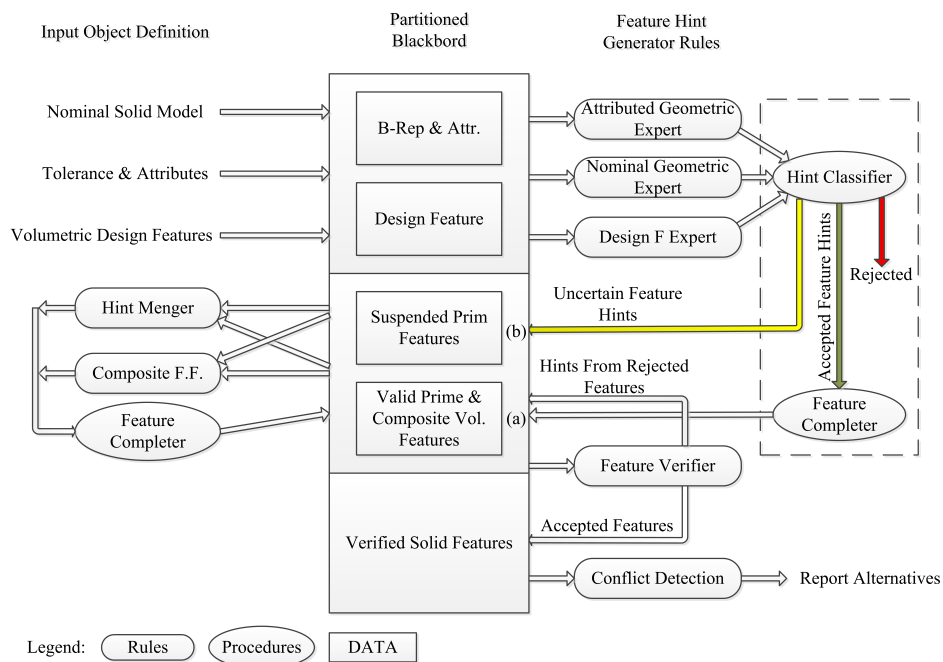 Input Object Definition
Partitioned
Blackbord
Feature Hint
Generator Rules
Nominal Solid Model
Tolerance & Attributes
Volumetric Design Features
B-Rep & Attr.
Design Feature
Attributed Geometric
Expert
Nominal Geometric
Expert
Design F Expert
Hint Classifier
Rejected
Accepted Feature Hints
Uncertain Feature
Hints
Hint Menger
Composite F.F.
Feature
Completer
Suspended Prim
Features
(b)
Hints From Rejected
Features
Valid Prime &
Composite Vol.
Features
(a)
Feature
Completer
Feature Verifier
Accepted Features
Verified Solid Features
Conflict Detection
Report Alternatives
Legend:
Rules
Procedures
DATA